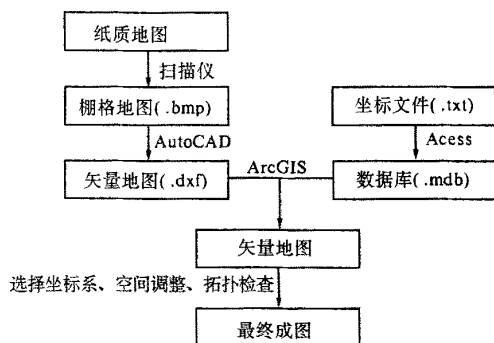 纸质地图
扫描仪
栅格地图(.bmp)
坐标文件(.txt)
AutoCAD
Acess
矢量地图(.dxf)
ArcGIS
数据库(.mdb)
矢量地图
选择坐标系、空间调整、拓扑检查
最终成图